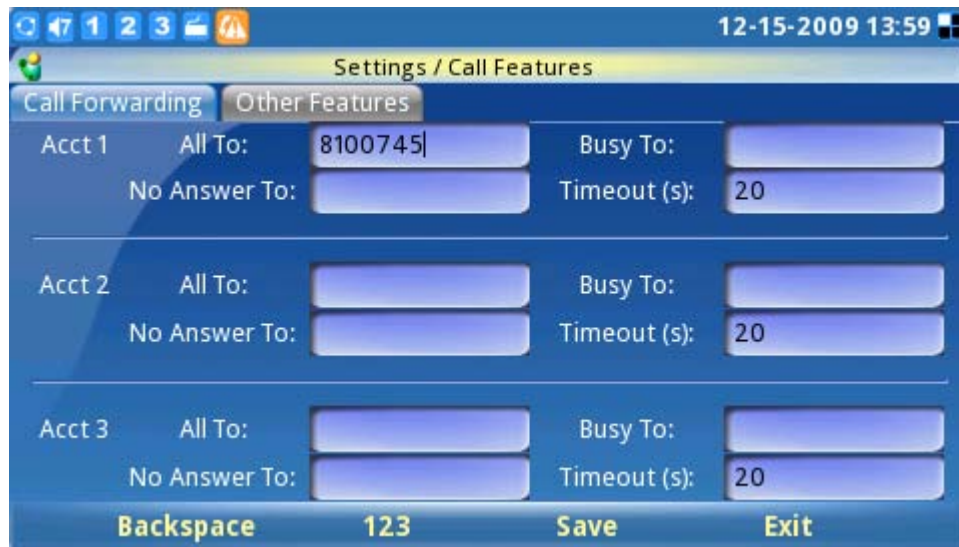 7 1 2 3 12-15-2009 13:59
Settings / Call Features
Call Forwarding Other Features
Acct 1 All To: 8100745 Busy To:
No Answer To: Timeout (s): 20
Acct 2 All To: Busy To:
No Answer To: Timeout (s): 20
Acct 3 All To: Busy To:
No Answer To: Timeout (s): 20
Backspace 123 Save Exit